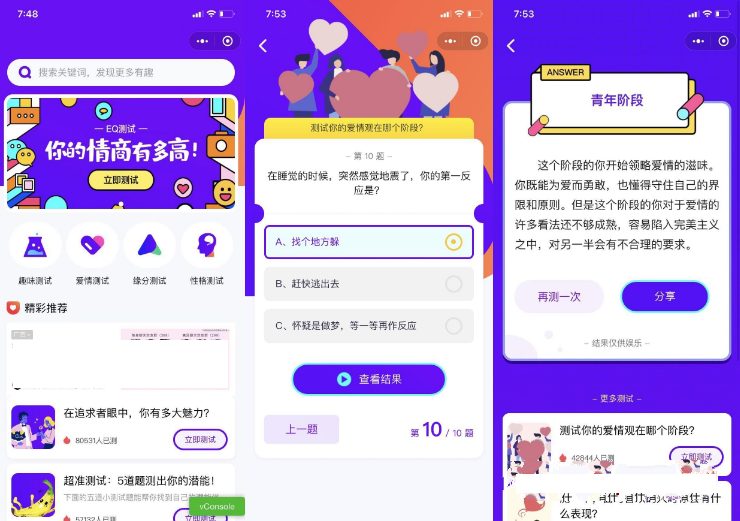 7:48
搜索关键词，发现更多有趣
EQ测试
你的情商有多高!
立即测试
趣味测试
爱情测试
缘分测试
性格测试
精彩推荐
广告
在追求者眼中，你有多大魅力？
80531人已测
立即测试
超准测试：5道题测出你的潜能！
下面的五道小测试题能帮你找到自己
57132人已测
vConsole
7:53
测试你的爱情观在哪个阶段?
– 第 10 题 –
在睡觉的时候，突然感觉地震了，你的第一反
应是?
A、找个地方躲
B、赶快逃出去
C、怀疑是做梦，等一等再作反应
查看结果
上一题
第 10 / 10 题
7:53
ANSWER
青年阶段
这个阶段的你开始领略爱情的滋味。
你既能为爱而勇敢，也懂得守住自己的界
限和原则。但是这个阶段的你对于爱情的
许多看法还不够成熟，容易陷入完美主义
之中，对另一半会有不合理的要求。
再测一次
分享
– 结果仅供娱乐 –
– 更多测试 –
测试你的爱情观在哪个阶段?
42844人已测
立即测试
么表现?